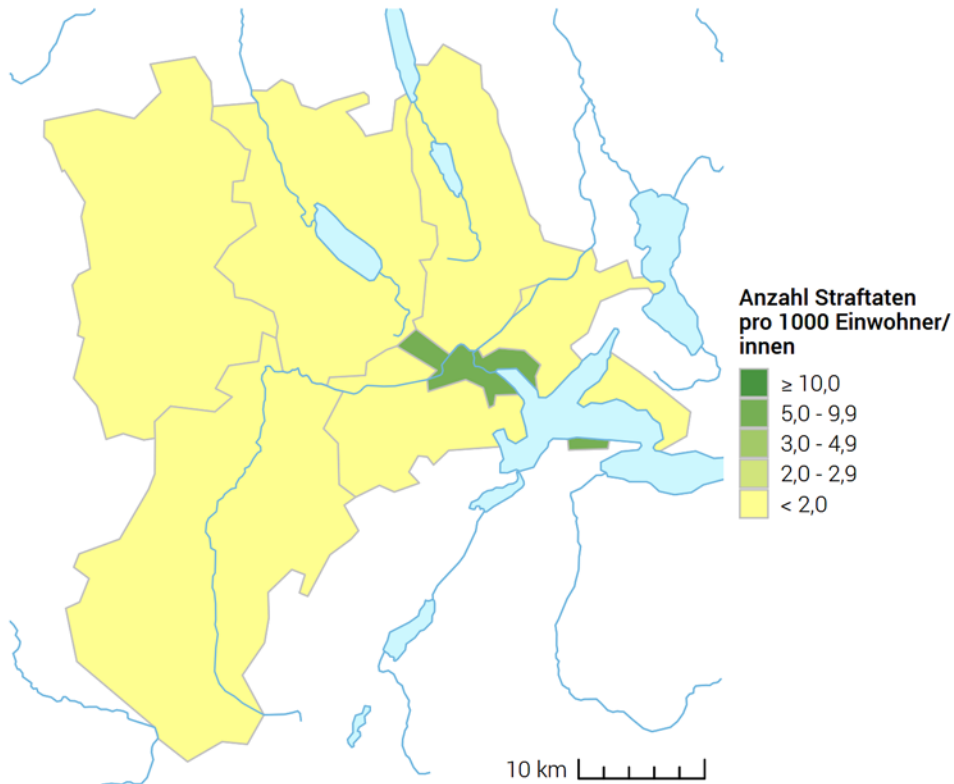 Anzahl Straftaten
pro 1000 Einwohner/
innen
≥ 10,0
5,0 - 9,9
3,0 - 4,9
2,0 - 2,9
< 2,0
10 km